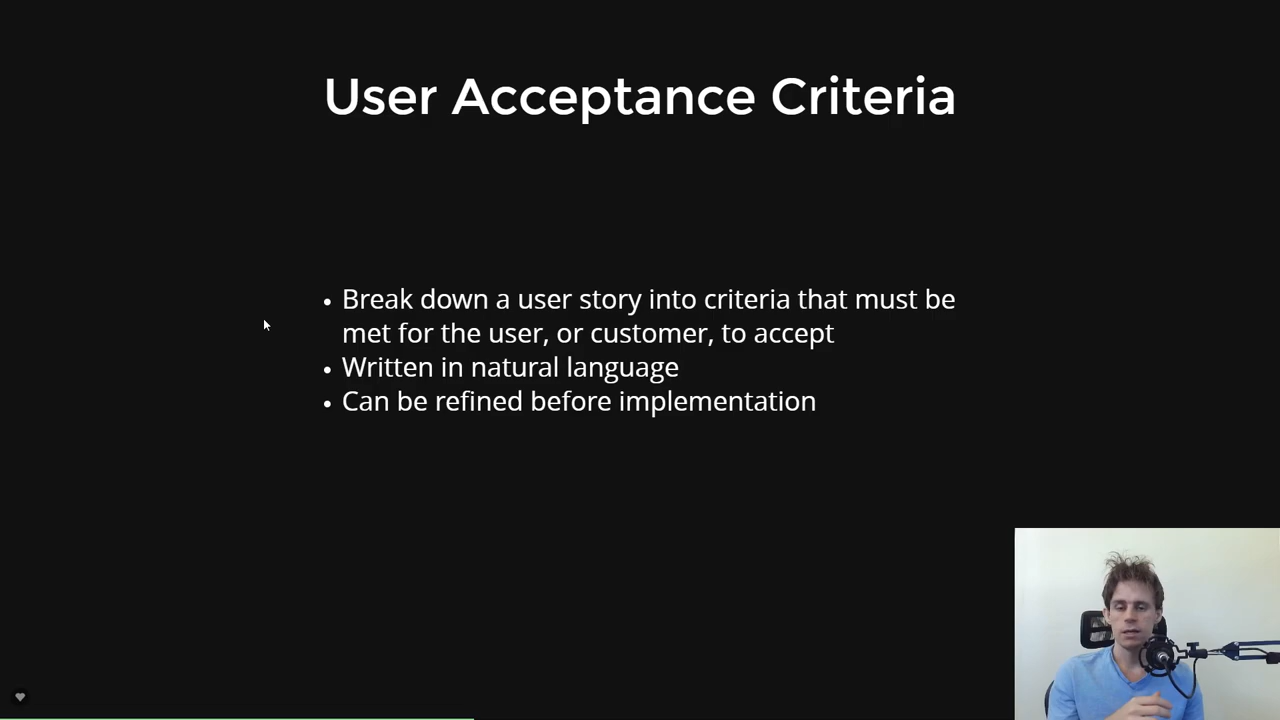 User Acceptance Criteria
• Break down a user story into criteria that must be
met for the user, or customer, to accept
• Written in natural language
• Can be refined before implementation